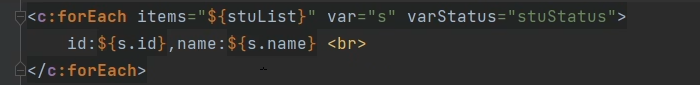 <c:forEach items="${stuList}" var="s" varStatus="stuStatus">
id:${s.id},name:${s.name} <br>
</c:forEach>